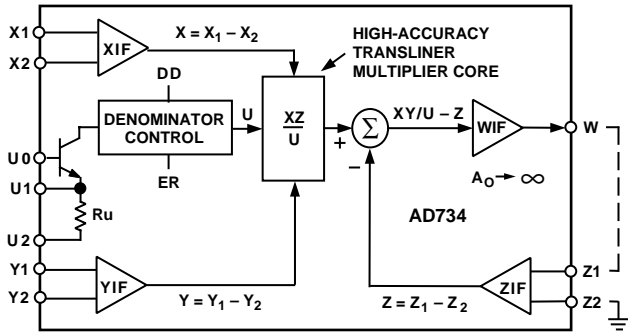 X1
X2
XIF
X = X1 – X2
HIGH-ACCURACY
TRANSLINER
MULTIPLIER CORE
DD
DENOMINATOR
CONTROL
U
XZ
U
+
Σ
–
XY/U – Z
WIF
W
AO → ∞
U0
U1
Ru
U2
ER
AD734
Y1
Y2
YIF
Y = Y1 – Y2
Z = Z1 – Z2
ZIF
Z1
Z2